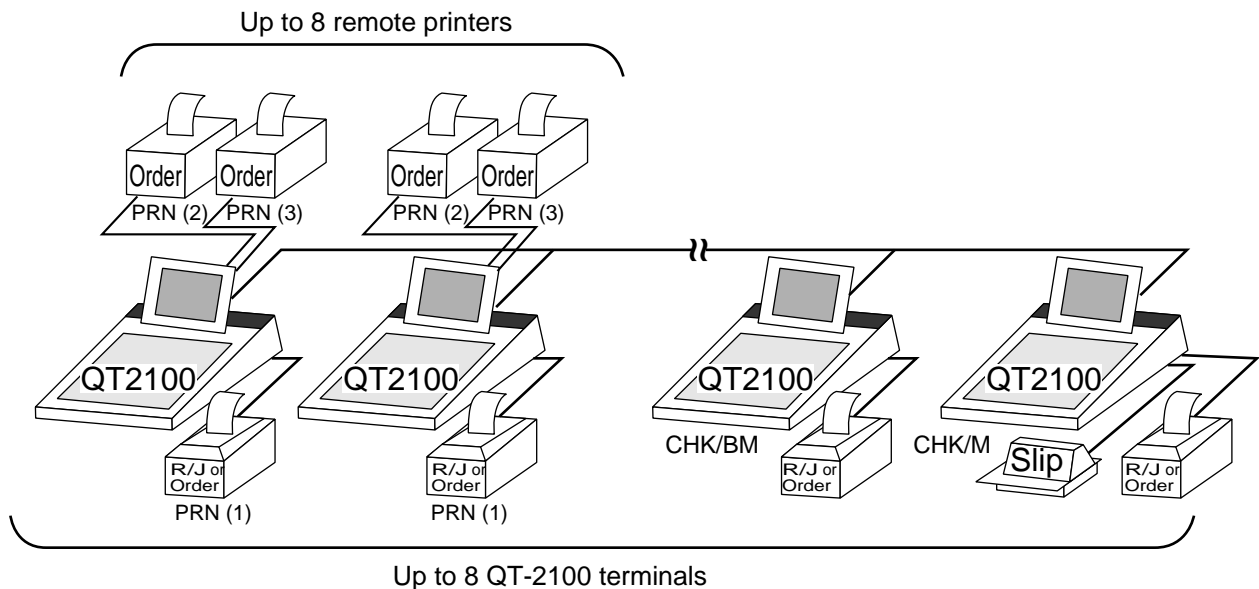 Up to 8 remote printers
Order Order Order Order
PRN (2) PRN (3) PRN (2) PRN (3)
QT2100 QT2100 QT2100 QT2100
CHK/BM CHK/M
Slip
R/J or
Order
R/J or
Order
R/J or
Order
R/J or
Order
PRN (1) PRN (1)
Up to 8 QT-2100 terminals